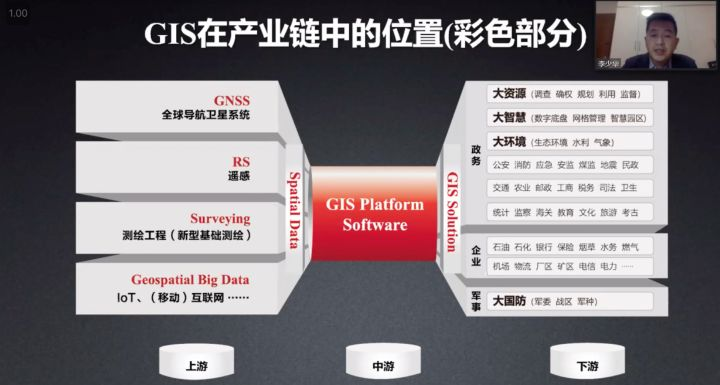 1.00
GIS在产业链中的位置(彩色部分)
李少华
GNSS
全球导航卫星系统
RS
遥感
Surveying
测绘工程（新型基础测绘）
Geospatial Big Data
IoT、（移动）互联网 ······
Spatial Data
GIS Platform
Software
GIS Solution
政务
大资源 (调查 确权 规划 利用 监督)
大智慧 (数字底盘 网格管理 智慧园区)
大环境 (生态环境 水利 气象)
公安 消防 应急 安监 煤监 地震 民政
交通 农业 邮政 工商 税务 司法 卫生
统计 监察 海关 教育 文化 旅游 考古
企业
石油 石化 银行 保险 烟草 水务 燃气
机场 物流 厂区 矿区 电信 电力 ······
军事
大国防 (军委 战区 军种)
上游
中游
下游